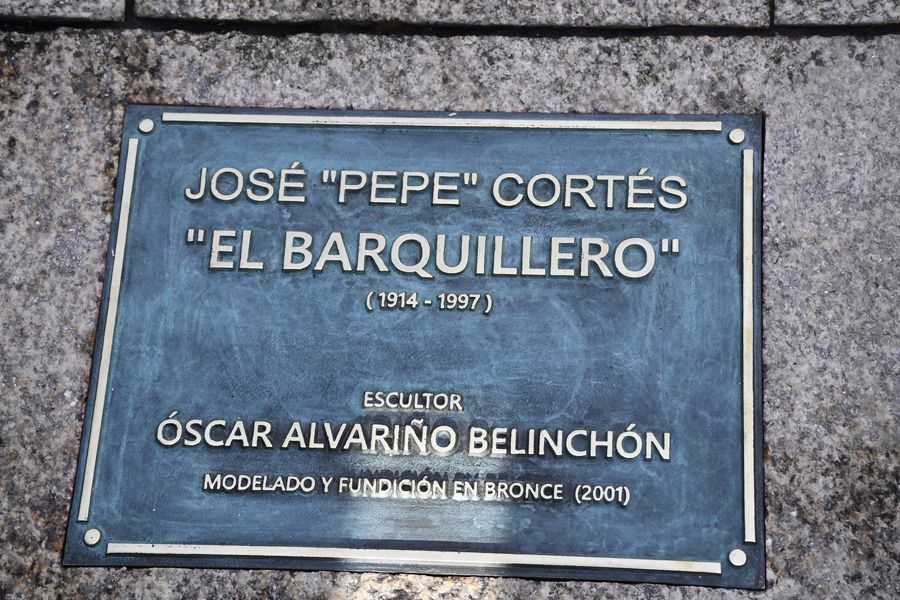 JOSÉ "PEPE" CORTÉS
"EL BARQUILLERO"
( 1914 - 1997 )
ESCULTOR
ÓSCAR ALVARIÑO BELINCHÓN
MODELADO Y FUNDICIÓN EN BRONCE (2001)